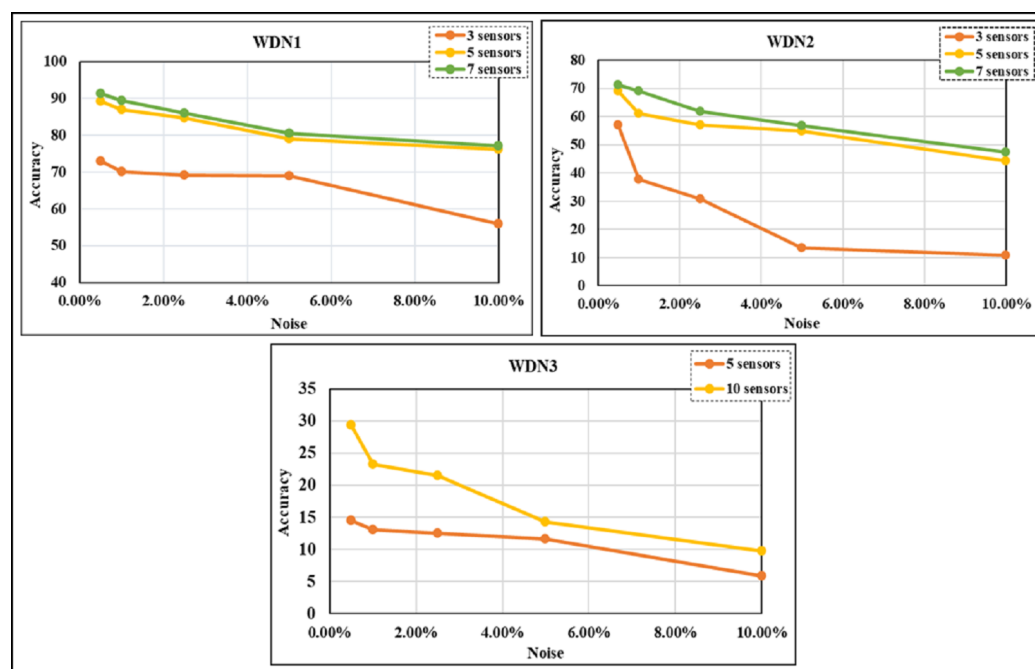 WDN1
3 sensors
5 sensors
7 sensors
100
90
80
70
60
50
40
Accuracy
0.00% 2.00% 4.00% 6.00% 8.00% 10.00%
Noise
WDN2
3 sensors
5 sensors
7 sensors
80
70
60
50
40
30
20
10
0
Accuracy
0.00% 2.00% 4.00% 6.00% 8.00% 10.00%
Noise
WDN3
5 sensors
10 sensors
35
30
25
20
15
10
5
0
Accuracy
0.00% 2.00% 4.00% 6.00% 8.00% 10.00%
Noise